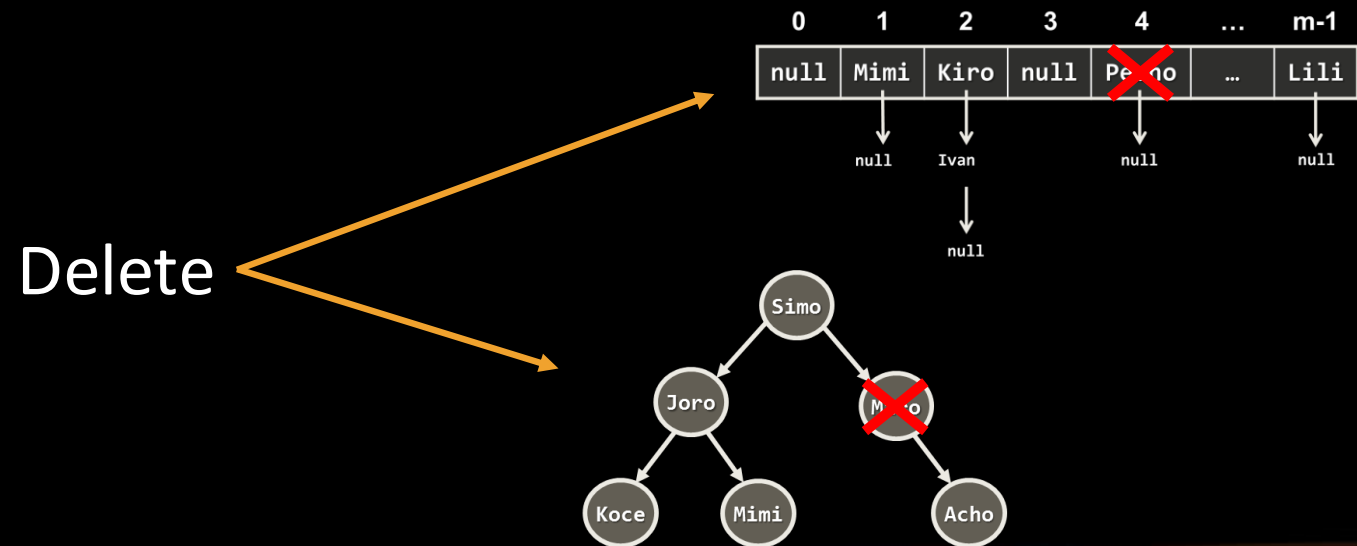 0 1 2 3 4 ... m-1
null Mimi Kiro null … Lili
null Ivan null null
null
Delete
Simo
Joro
Koce Mimi Acho